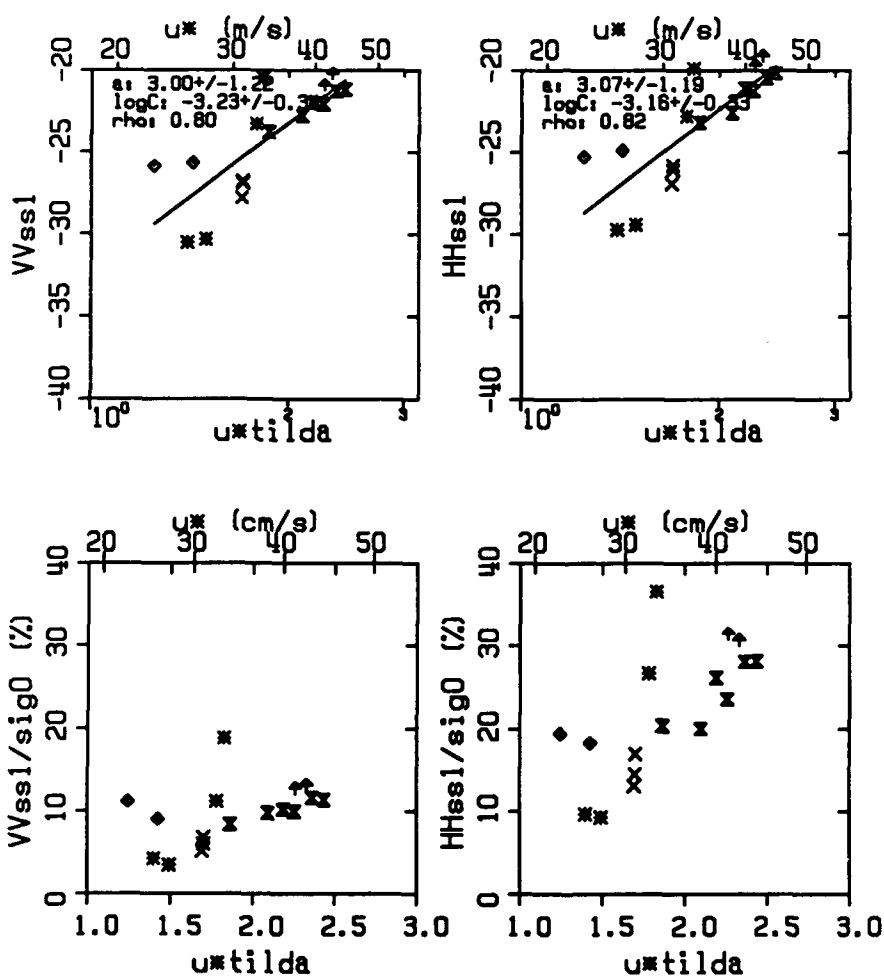 u* (m/s)
20 30 40 50
-20
-25
-30
-35
-40
VVssl
a: 3.00+/-1.22
logC: -3.23+/-0.3
rho: 0.80
10⁰ 2 3
u*tilda
u* (m/s)
20 30 40 50
-20
-25
-30
-35
-40
HHssl
a: 3.07+/-1.19
logC: -3.16+/-0.33
rho: 0.82
10⁰ 2 3
u*tilda
u* (cm/s)
20 30 40 50
40
30
20
10
0
VVssl/sig0 (%)
1.0 1.5 2.0 2.5 3.0
u*tilda
u* (cm/s)
20 30 40 50
40
30
20
10
0
HHssl/sig0 (%)
1.0 1.5 2.0 2.5 3.0
u*tilda